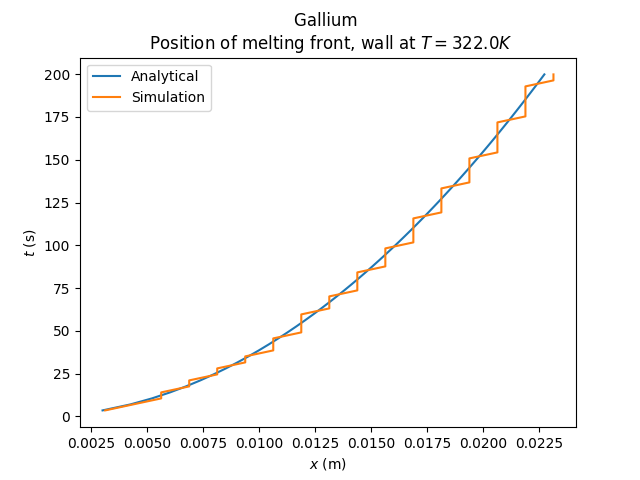 Gallium
Position of melting front, wall at T = 322.0K
Analytical
Simulation
200
175
150
125
100
75
50
25
0
t (s)
0.0025 0.0050 0.0075 0.0100 0.0125 0.0150 0.0175 0.0200 0.0225
x (m)